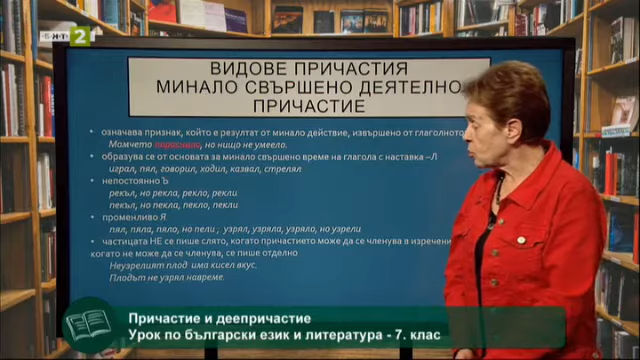 БНТ 2
ВИДОВЕ ПРИЧАСТИЯ
МИНАЛО СВЪРШЕНО ДЕЯТЕЛНО
ПРИЧАСТИЕ
• означава признак, който е резултат от минало действие, извършено от глаголното
Момчето порасналo, но нищо не умеело.
• образува се от основата за минало свършено време на глагола с наставка –Л
играл, пял, говорил, ходил, казвал, стрелял
• непостоянно Ъ
рекъл, но рекла, рекло, рекли
пекъл, но пекла, пекло, пекли
• променливо Я
пял, пяла, пяло, но пели ; узрял, узряла, узряло, но узрели
• частицата НЕ се пише слято, когато причастието може да се членува в изречени
когато не може да се членува, се пише отделно
Неузрелият плод има кисел вкус.
Плодът не узрял навреме.
Причастие и деепричастие
Урок по български език и литература - 7. клас